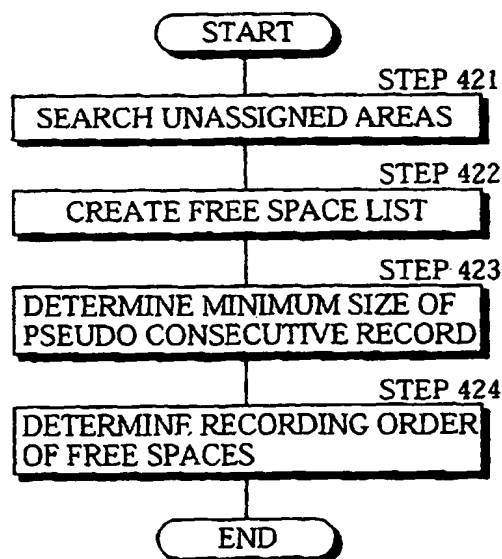 START
STEP 421
SEARCH UNASSIGNED AREAS
STEP 422
CREATE FREE SPACE LIST
STEP 423
DETERMINE MINIMUM SIZE OF
PSEUDO CONSECUTIVE RECORD
STEP 424
DETERMINE RECORDING ORDER
OF FREE SPACES
END